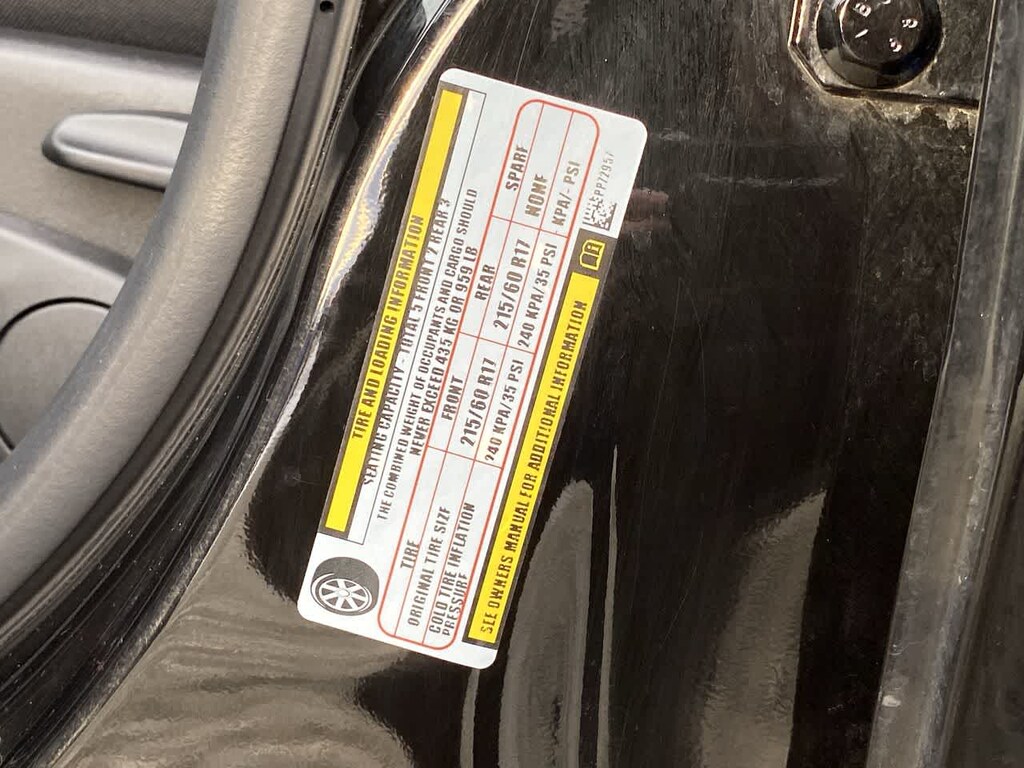 TIRE AND LOADING INFORMATION
SEATING CAPACITY - TOTAL 5 FRONT 2 REAR 3
THE COMBINED WEIGHT OF OCCUPANTS AND CARGO SHOULD
NEVER EXCEED 435 KG OR 959 LB
TIRE FRONT REAR SPARE
ORIGINAL TIRE SIZE 215/60 R17 215/60 R17 NONE
COLD TIRE INFLATION
PRESSURE 240 KPA/35 PSI 240 KPA/35 PSI KPA/- PSI
SEE OWNERS MANUAL FOR ADDITIONAL INFORMATION